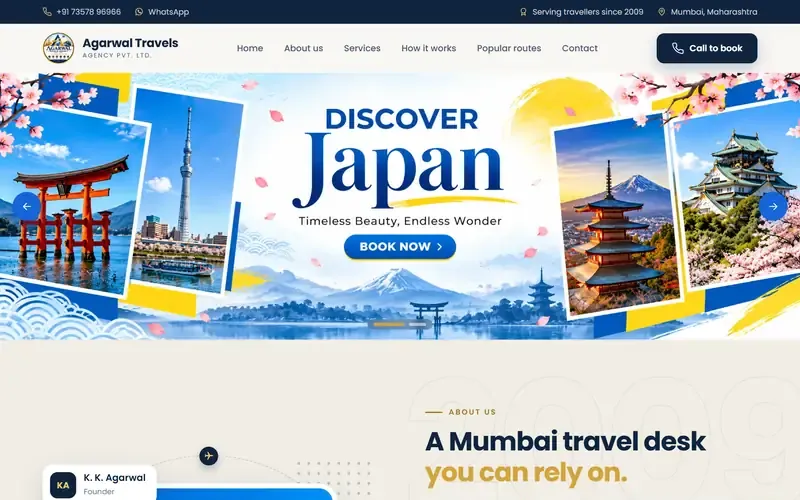 +91 73578 96966
WhatsApp
Serving travellers since 2009
Mumbai, Maharashtra
AGARWAL
Agarwal Travels
AGENCY PVT. LTD.
Home
About us
Services
How it works
Popular routes
Contact
Call to book
DISCOVER
Japan
Timeless Beauty, Endless Wonder
BOOK NOW
2009
ABOUT US
A Mumbai travel desk
you can rely on.
KA
K. K. Agarwal
Founder